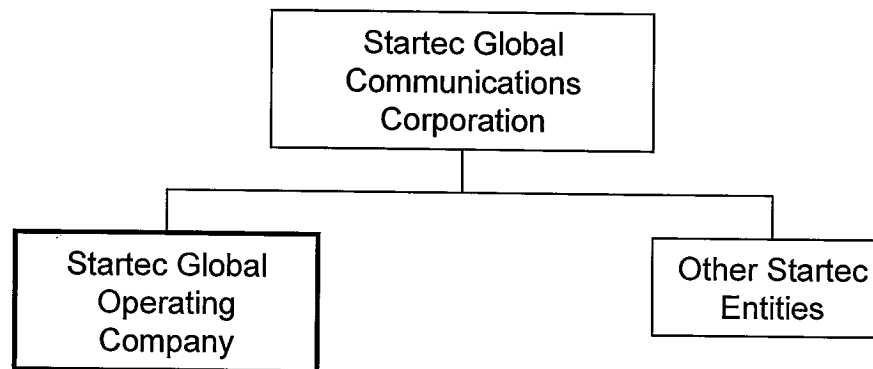 Startec Global
Communications
Corporation
Startec Global
Operating
Company
Other Startec
Entities